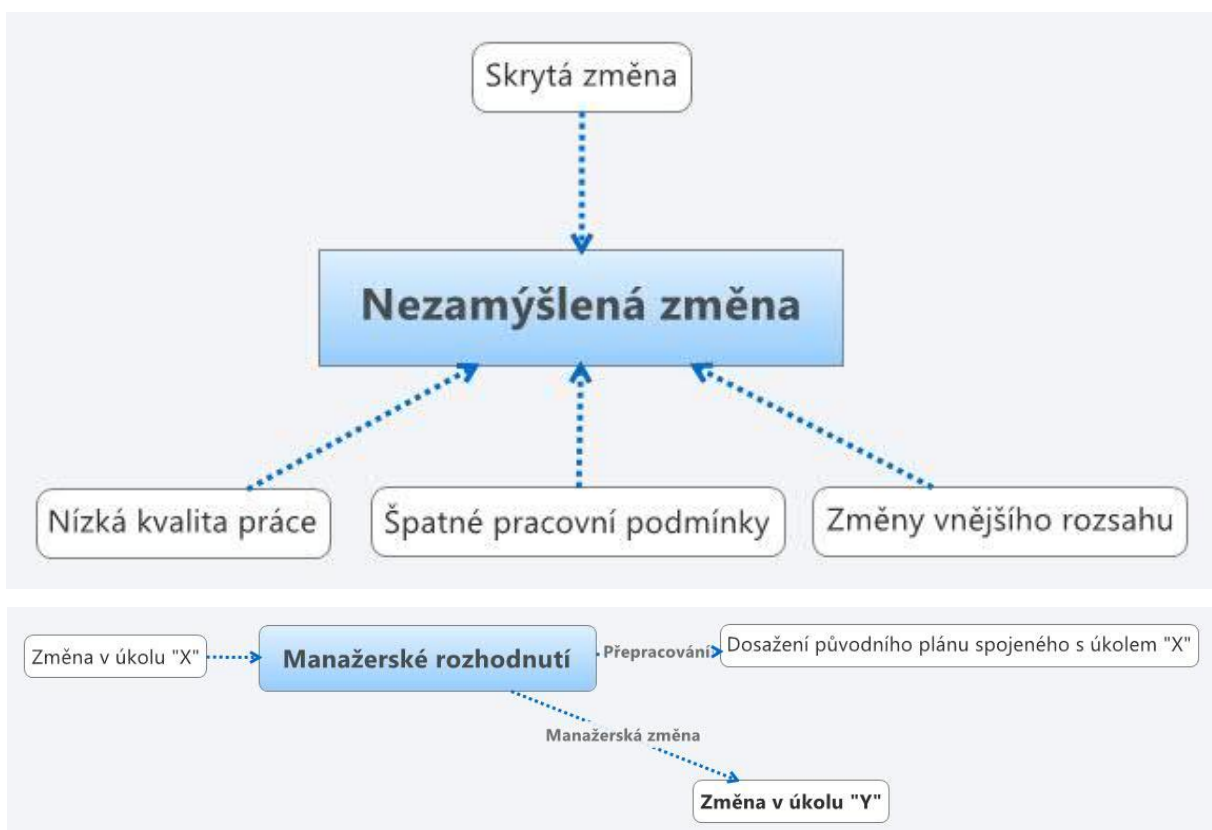 Skrytá změna
Nezamýšlená změna
Nízká kvalita práce
Špatné pracovní podmínky
Změny vnějšího rozsahu
Změna v úkolu "X"
Manažerské rozhodnutí
Přepracování
Dosažení původního plánu spojeného s úkolem "X"
Manažerská změna
Změna v úkolu "Y"